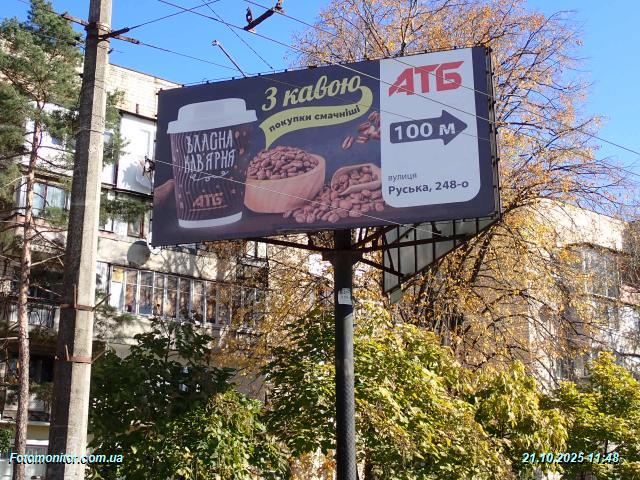 З кавою
покупки смачніші
ВЛАСНА
КАВ'ЯРНЯ
АТБ
АТБ
100 м
вулиця
Руська, 248-о
Fotomonitor.com.ua
21.10.2025 11:48